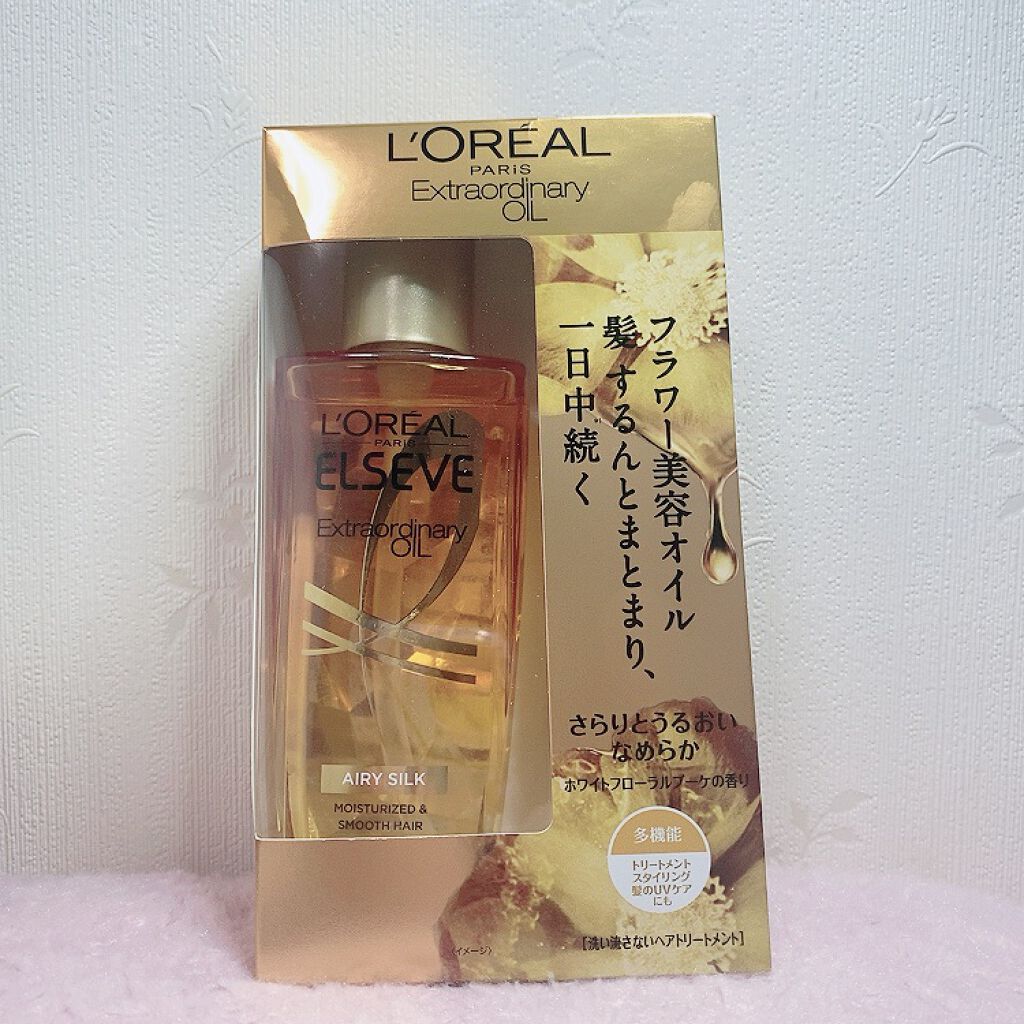 L'ORÉAL
PARIS
Extraordinary
OIL
L'ORÉAL
PARIS
ELSEVE
Extraordinary
OIL
AIRY SILK
MOISTURIZED &
SMOOTH HAIR
フラワー美容オイル
髪するんとまとまり、
一日中続く
さらりとうるおい
なめらか
ホワイトフローラルブーケの香り
多機能
トリートメント
スタイリング
髪のUVケア
にも
[洗い流さないヘアトリートメント]
〈イメージ〉